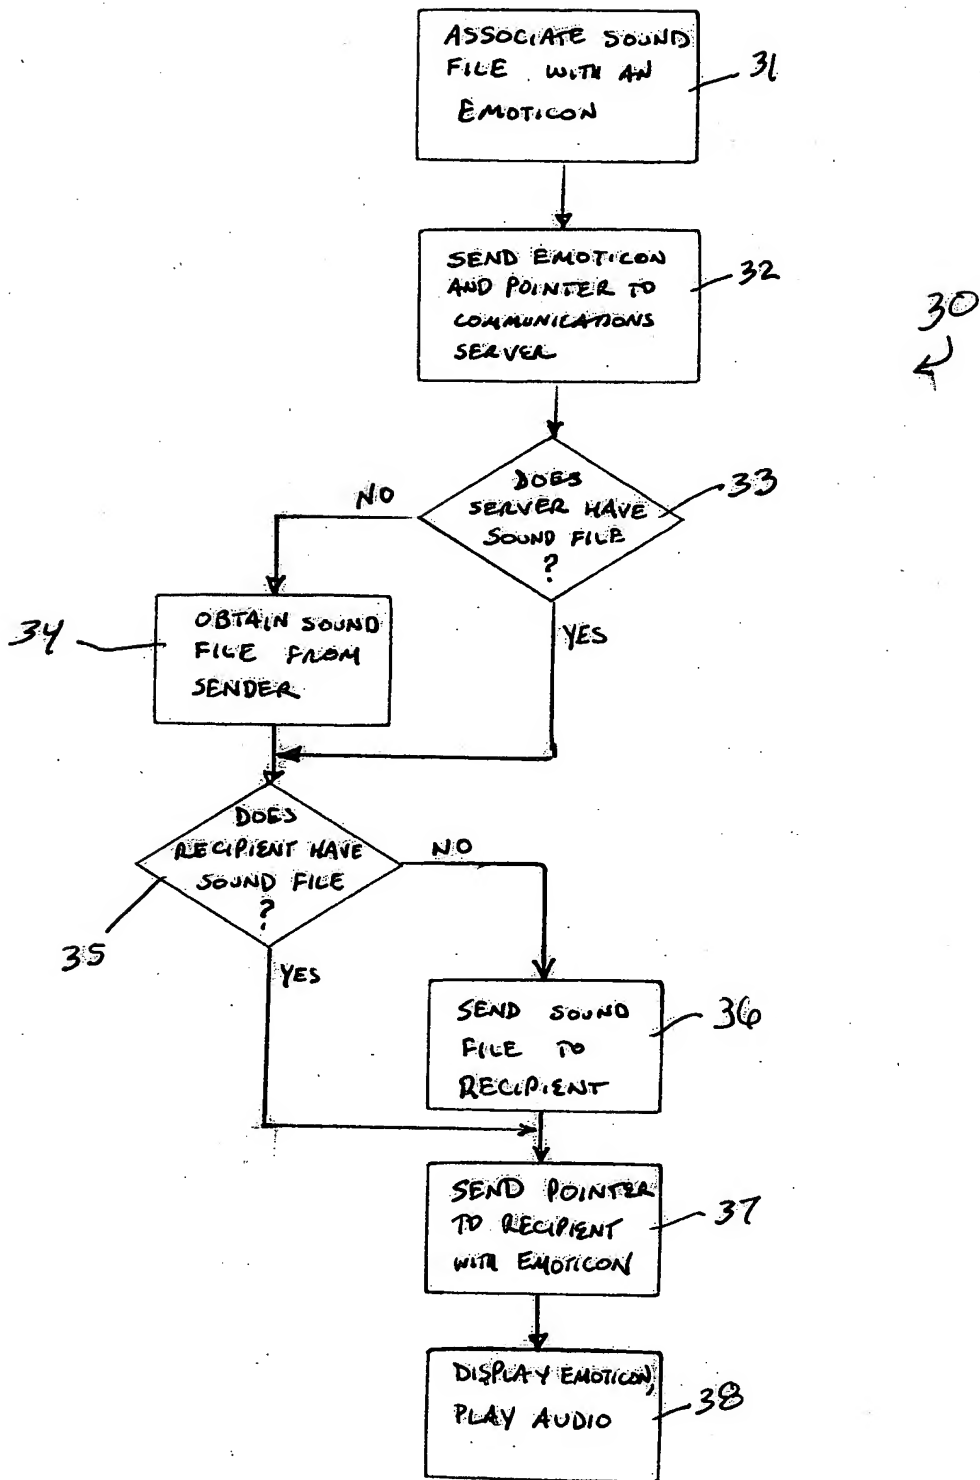 ASSOCIATE SOUND
FILE WITH AN
EMOTICON
31
SEND EMOTICON
AND POINTER TO
COMMUNICATIONS
SERVER
32
30
DOES
SERVER HAVE
SOUND FILE
?
33
NO
YES
34
OBTAIN SOUND
FILE FROM
SENDER
DOES
RECIPIENT HAVE
SOUND FILE
?
35
NO
YES
SEND SOUND
FILE TO
RECIPIENT
36
SEND POINTER
TO RECIPIENT
WITH EMOTICON
37
DISPLAY EMOTICON,
PLAY AUDIO
38